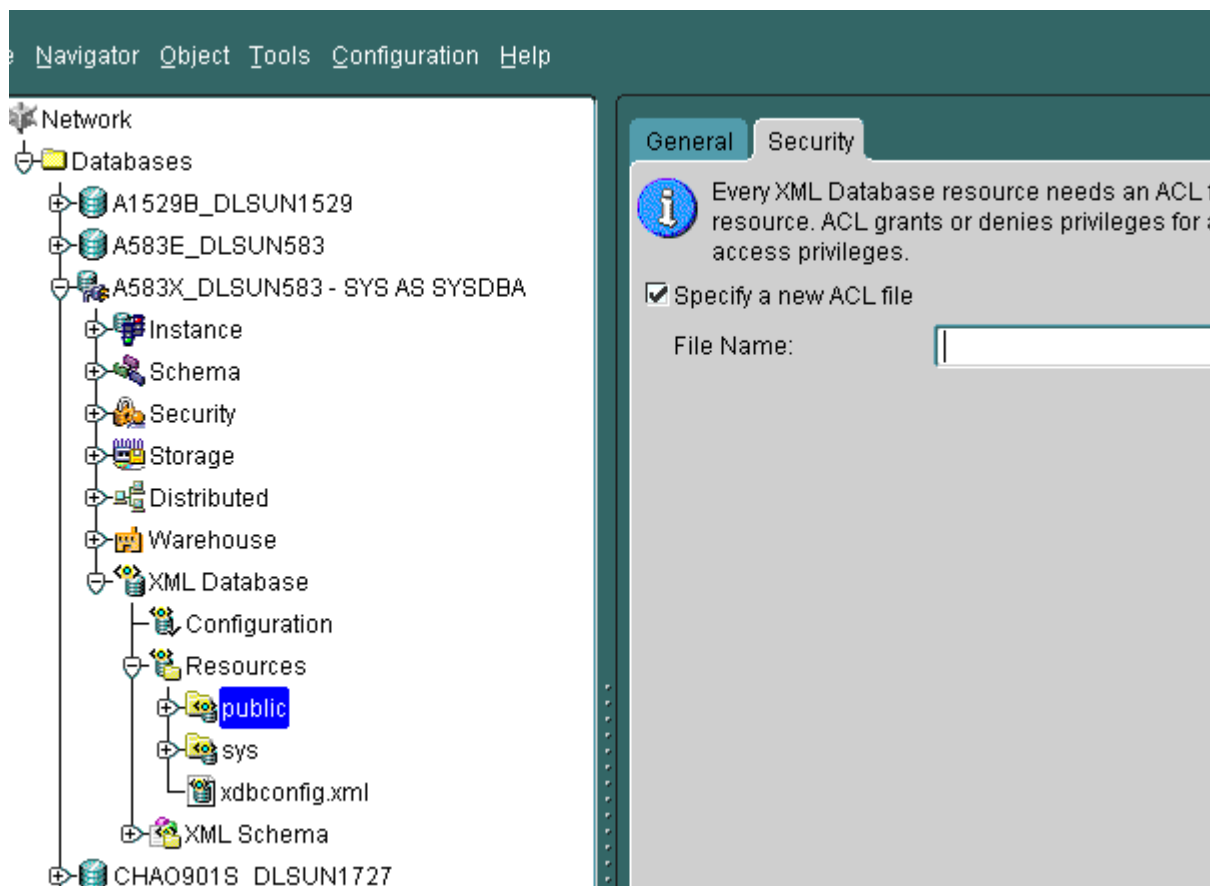 Navigator Object Tools Configuration Help
Network
Databases
A1529B_DLSUN1529
A583E_DLSUN583
A583X_DLSUN583 - SYS AS SYSDBA
Instance
Schema
Security
Storage
Distributed
Warehouse
XML Database
Configuration
Resources
public
sys
xdbconfig.xml
XML Schema
CHAO901S_DLSUN1727
General Security
Every XML Database resource needs an ACL
resource. ACL grants or denies privileges for
access privileges.
Specify a new ACL file
File Name: